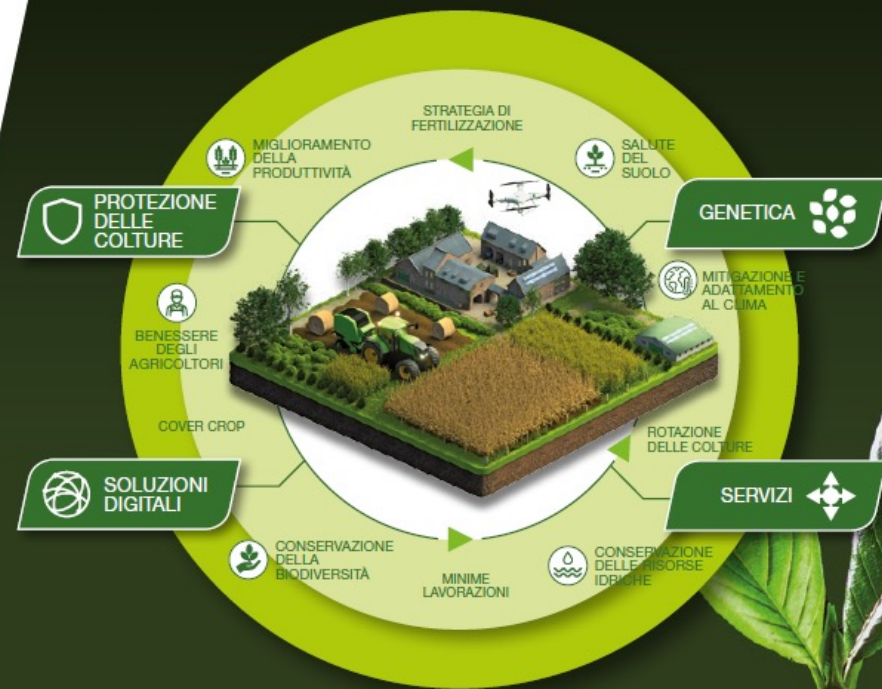 STRATEGIA DI
FERTILIZZAZIONE
MIGLIORAMENTO
DELLA
PRODUTTIVITÀ
SALUTE
DEL
SUOLO
PROTEZIONE
DELLE
COLTURE
GENETICA
MITIGAZIONE E
ADATTAMENTO
AL CLIMA
BENESSERE
DEGLI
AGRICOLTORI
COVER CROP
ROTAZIONE
DELLE COLTURE
SOLUZIONI
DIGITALI
SERVIZI
CONSERVAZIONE
DELLA
BIODIVERSITÀ
MINIME
LAVORAZIONI
CONSERVAZIONE
DELLE RISORSE
IDRICHE